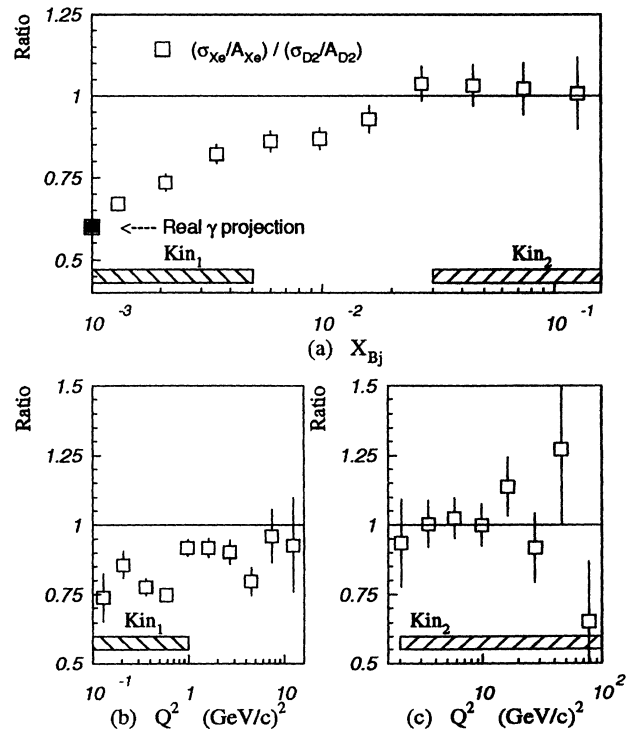 Ratio
1.25
1
0.75
0.5
(σXe/AXe) / (σD2/AD2)
<---- Real γ projection
Kin1
Kin2
10 -3
10 -2
10 -1
(a) XBj
Ratio
1.5
1.25
1
0.75
0.5
Kin1
10 -1
1
10
(b) Q2 (GeV/c)2
Ratio
1.5
1.25
1
0.75
0.5
Kin2
10
10 2
(c) Q2 (GeV/c)2